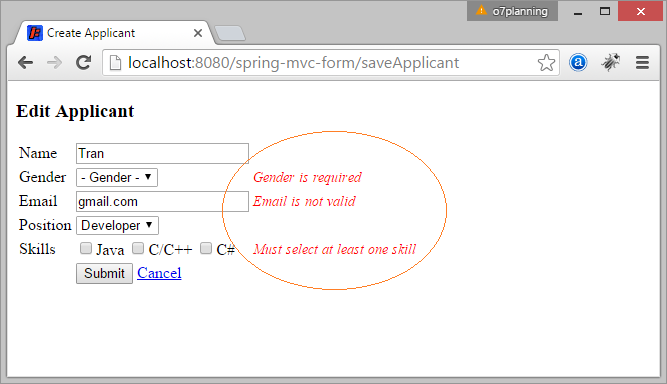 o7planning
Create Applicant
localhost:8080/spring-mvc-form/saveApplicant
Edit Applicant
Name Tran
Gender - Gender - Gender is required
Email gmail.com Email is not valid
Position Developer
Skills Java C/C++ C# Must select at least one skill
Submit Cancel